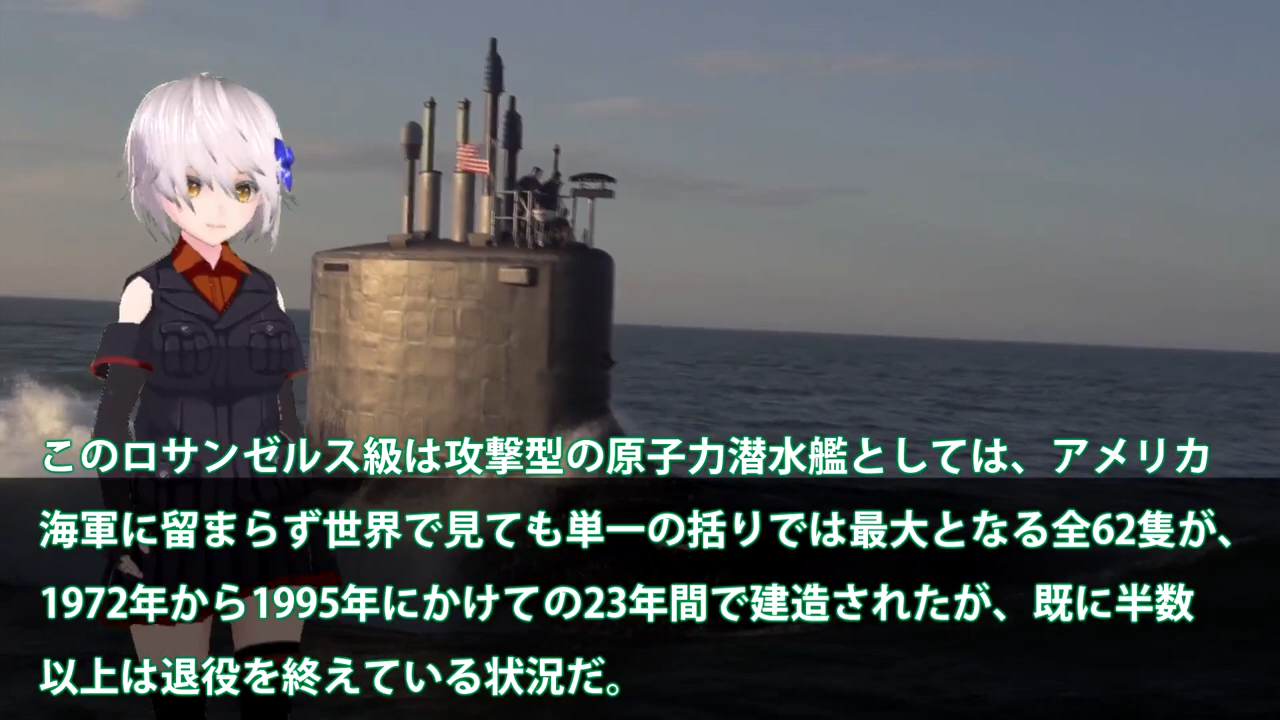 このロサンゼルス級は攻撃型の原子力潜水艦としては、アメリカ
海軍に留まらず世界で見ても単一の括りでは最大となる全62隻が、
1972年から1995年にかけての23年間で建造されたが、既に半数
以上は退役を終えている状況だ。